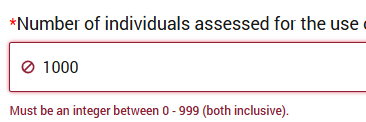 *Number of individuals assessed for the use
1000
Must be an integer between 0 - 999 (both inclusive).